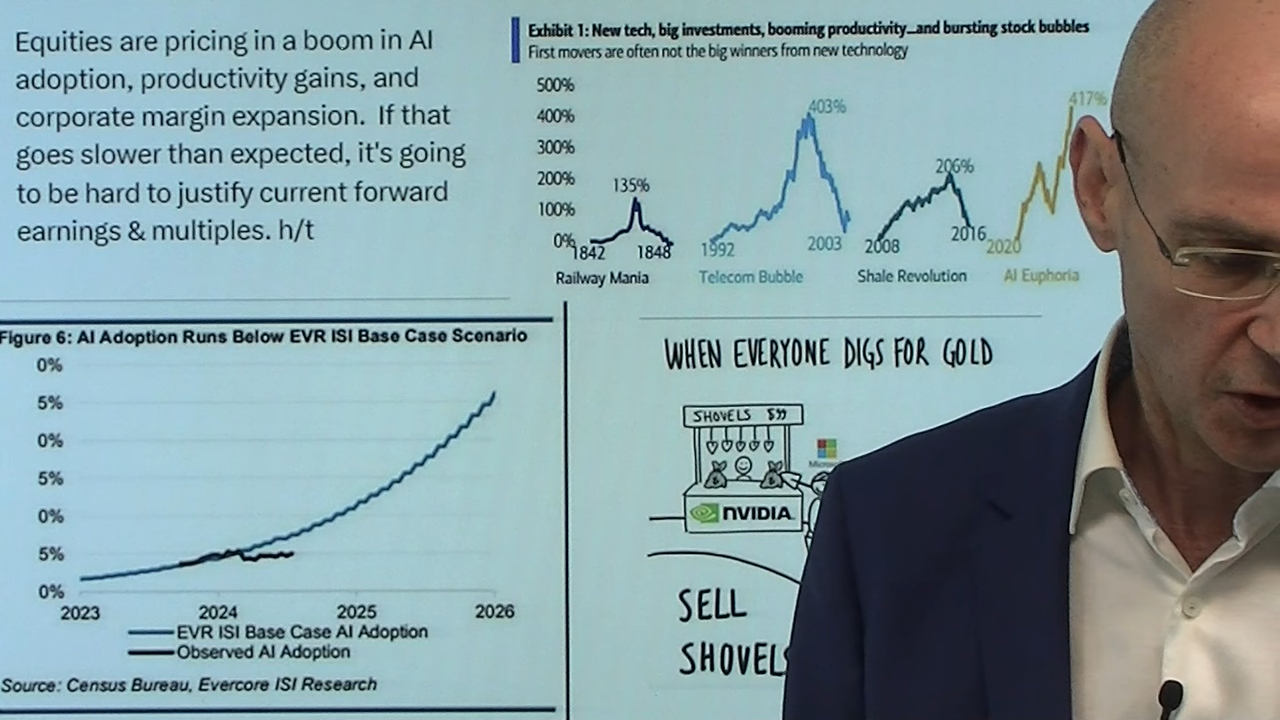 Equities are pricing in a boom in AI
adoption, productivity gains, and
corporate margin expansion. If that
goes slower than expected, it's going
to be hard to justify current forward
earnings & multiples. h/t
Exhibit 1: New tech, big investments, booming productivity...and bursting stock bubbles
First movers are often not the big winners from new technology
500%
400%
300%
200%
100%
0%
135%
403%
206%
417%
1842
1848
1992
2003
2008
2016
2020
Railway Mania
Telecom Bubble
Shale Revolution
AI Euphoria
Figure 6: AI Adoption Runs Below EVR ISI Base Case Scenario
0%
5%
0%
5%
0%
5%
0%
2023
2024
2025
2026
EVR ISI Base Case AI Adoption
Observed AI Adoption
Source: Census Bureau, Evercore ISI Research
WHEN EVERYONE DIGS FOR GOLD
SHOVELS $99
NVIDIA
SELL
SHOVELS